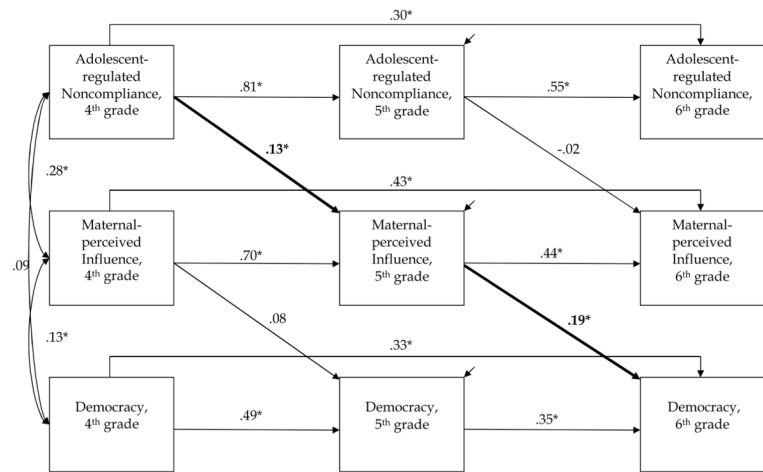 .30*
Adolescent-
regulated
Noncompliance,
4th grade
.81*
Adolescent-
regulated
Noncompliance,
5th grade
.55*
Adolescent-
regulated
Noncompliance,
6th grade
.13*
-.02
.28*
.43*
Maternal-
perceived
Influence,
4th grade
.70*
Maternal-
perceived
Influence,
5th grade
.44*
Maternal-
perceived
Influence,
6th grade
.09
.08
.19*
.13*
.33*
Democracy,
4th grade
.49*
Democracy,
5th grade
.35*
Democracy,
6th grade